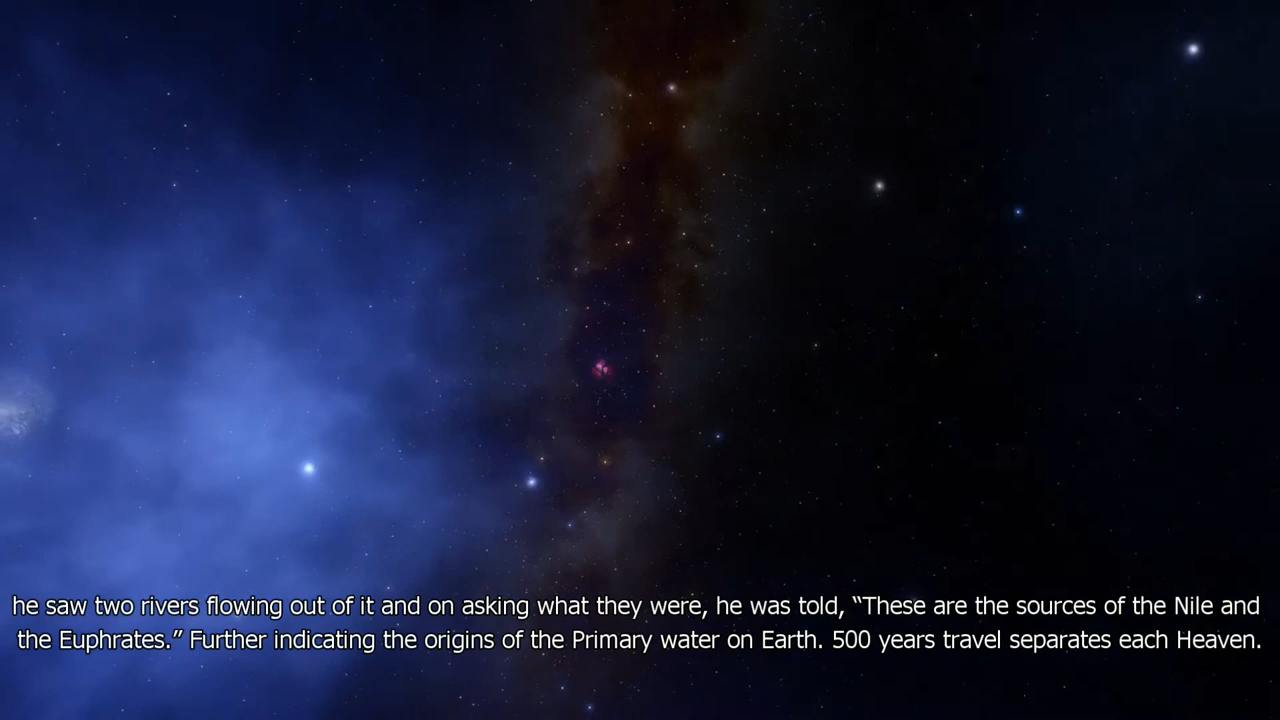 he saw two rivers flowing out of it and on asking what they were, he was told, “These are the sources of the Nile and
the Euphrates.” Further indicating the origins of the Primary water on Earth. 500 years travel separates each Heaven.